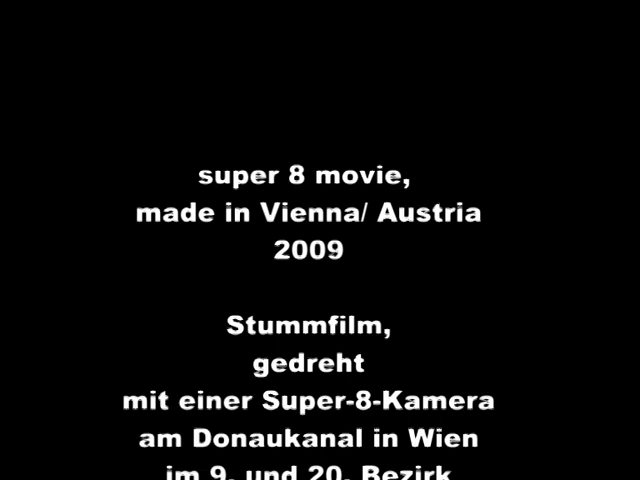 super 8 movie,
made in Vienna/ Austria
2009
Stummfilm,
gedreht
mit einer Super-8-Kamera
am Donaukanal in Wien
im 9. und 20. Bezirk